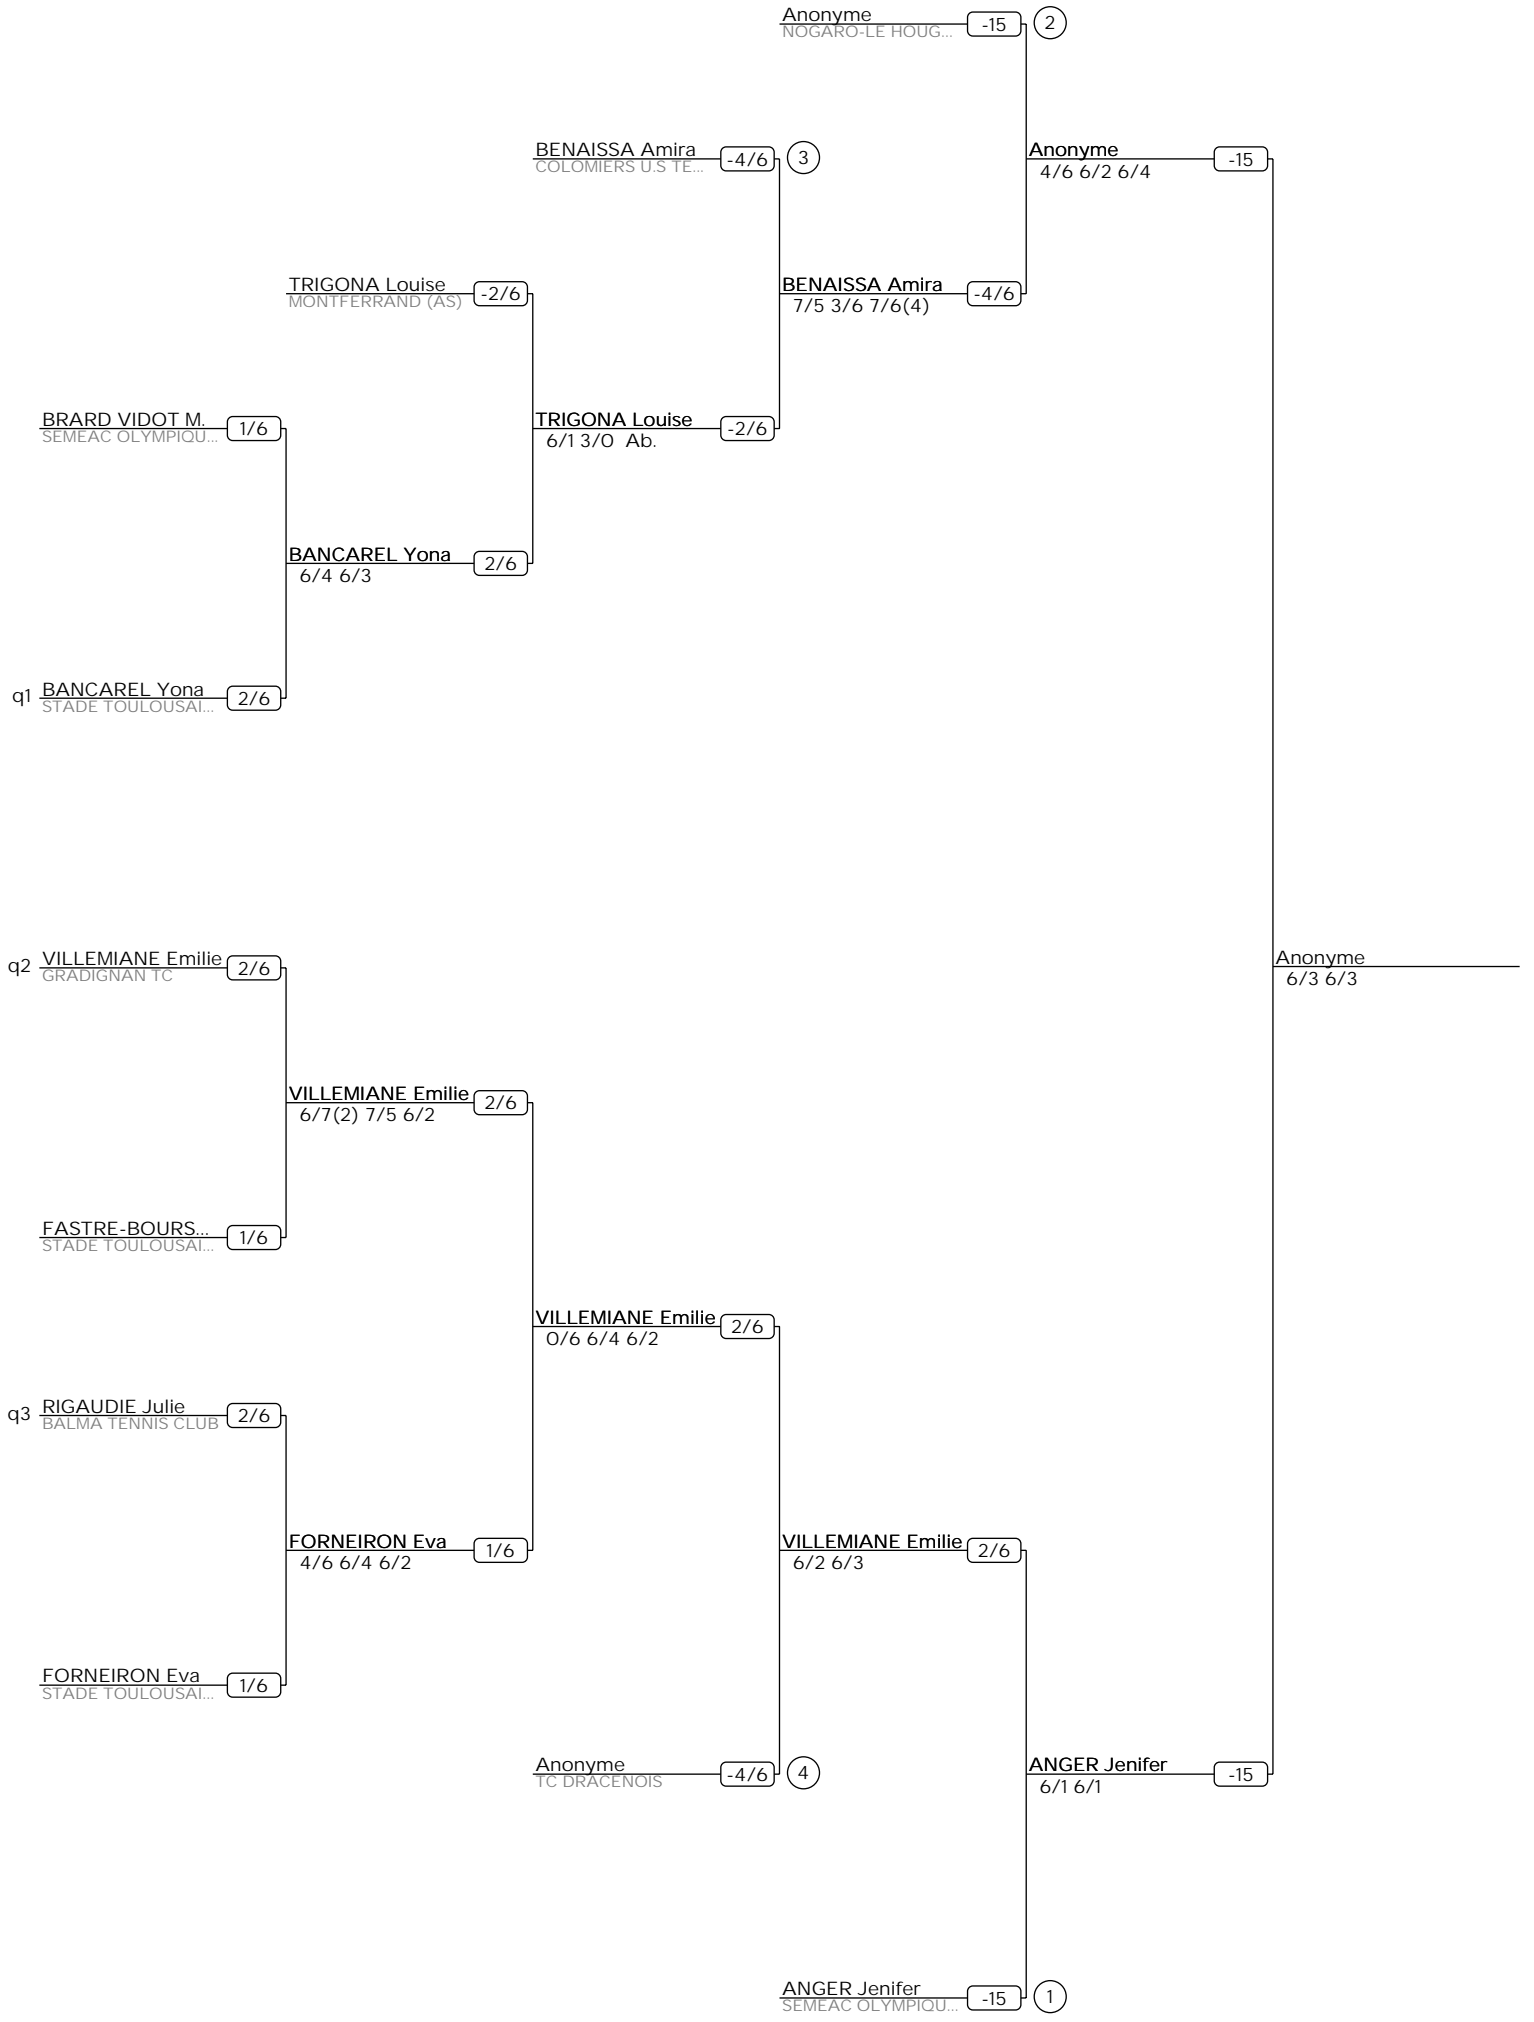 Anonyme
NOGARO-LE HOUG...
-15
2
BENAISSA Amira
COLOMIERS U.S TE...
-4/6
3
Anonyme
4/6 6/2 6/4
-15
TRIGONA Louise
MONTFERRAND (AS)
-2/6
BENAISSA Amira
7/5 3/6 7/6(4)
-4/6
BRARD VIDOT M.
SEMEAC OLYMPIQU...
1/6
TRIGONA Louise
6/1 3/0 Ab.
-2/6
BANCAREL Yona
6/4 6/3
2/6
q1
BANCAREL Yona
STADE TOULOUSAI...
2/6
q2
VILLEMIANE Emilie
GRADIGNAN TC
2/6
Anonyme
6/3 6/3
VILLEMIANE Emilie
6/7(2) 7/5 6/2
2/6
FASTRE-BOURS...
STADE TOULOUSAI...
1/6
VILLEMIANE Emilie
0/6 6/4 6/2
2/6
q3
RIGAUDIE Julie
BALMA TENNIS CLUB
2/6
FORNEIRON Eva
4/6 6/4 6/2
1/6
VILLEMIANE Emilie
6/2 6/3
2/6
FORNEIRON Eva
STADE TOULOUSAI...
1/6
Anonyme
TC DRACENOIS
-4/6
4
ANGER Jenifer
6/1 6/1
-15
ANGER Jenifer
SEMEAC OLYMPIQU...
-15
1